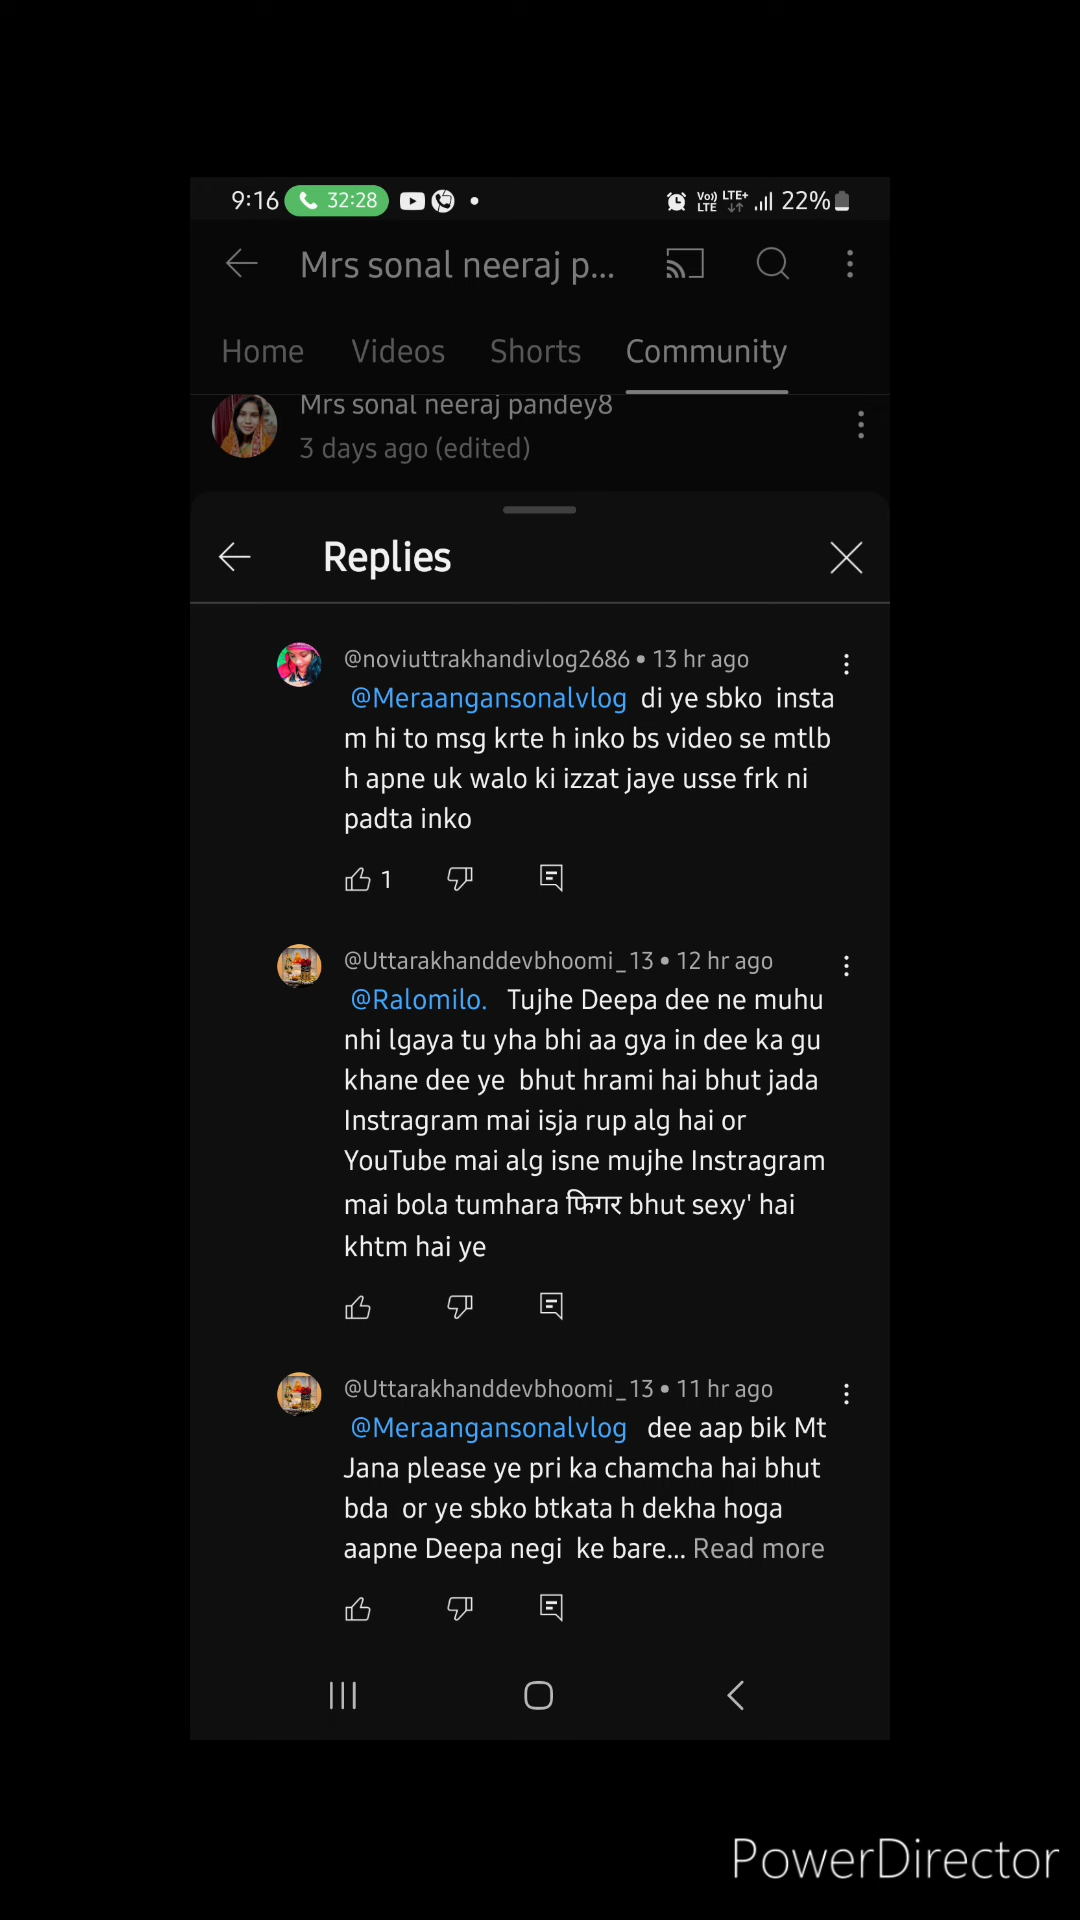 9:16 32:28 Vo)) LTE LTE+ 22%
Mrs sonal neeraj p...
Home Videos Shorts Community
Mrs sonal neeraj pandey8
3 days ago (edited)
Replies
@noviuttrakhandivlog2686 • 13 hr ago
@Meraangansonalvlog di ye sbko insta
m hi to msg krte h inko bs video se mtlb
h apne uk walo ki izzat jaye usse frk ni
padta inko
1
@Uttarakhanddevbhoomi_13 • 12 hr ago
@Ralomilo. Tujhe Deepa dee ne muhu
nhi lgaya tu yha bhi aa gya in dee ka gu
khane dee ye bhut hrami hai bhut jada
Instragram mai isja rup alg hai or
YouTube mai alg isne mujhe Instragram
mai bola tumhara फिगर bhut sexy' hai
khtm hai ye
@Uttarakhanddevbhoomi_13 • 11 hr ago
@Meraangansonalvlog dee aap bik Mt
Jana please ye pri ka chamcha hai bhut
bda or ye sbko btkata h dekha hoga
aapne Deepa negi ke bare... Read more
PowerDirector